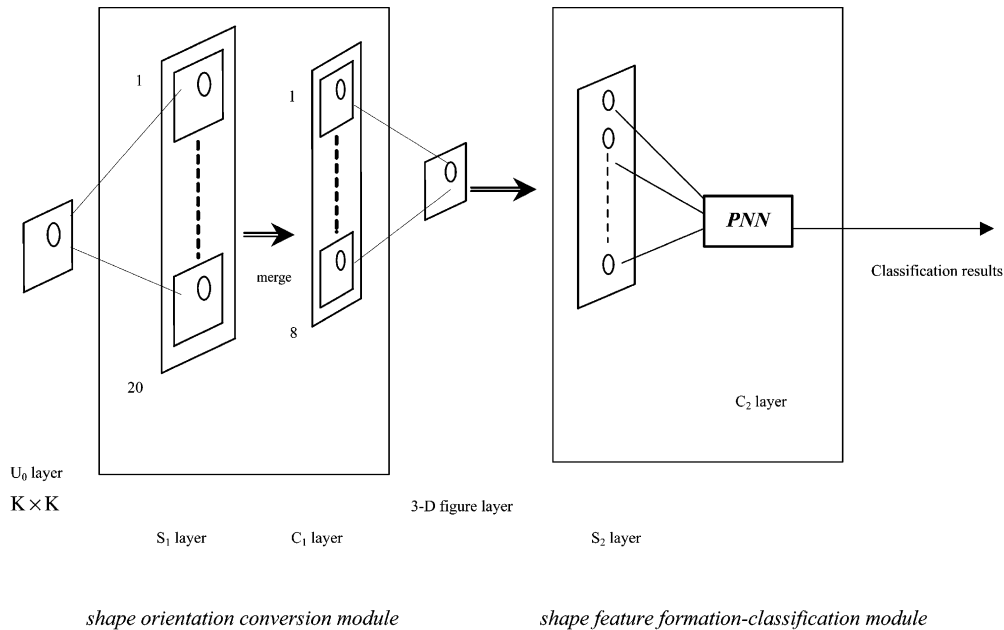 1
1
PNN
merge
Classification results
8
20
C₂ layer
U₀ layer
K×K
3-D figure layer
S₁ layer
C₁ layer
S₂ layer
shape orientation conversion module
shape feature formation-classification module